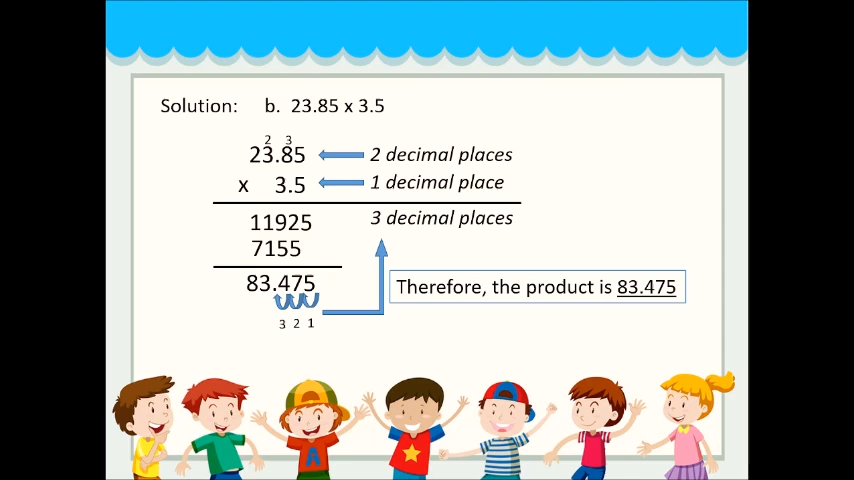 Solution: b. 23.85 x 3.5
2 3
23.85 2 decimal places
x 3.5 1 decimal place
11925 3 decimal places
7155
83.475 Therefore, the product is 83.475
3 2 1
A